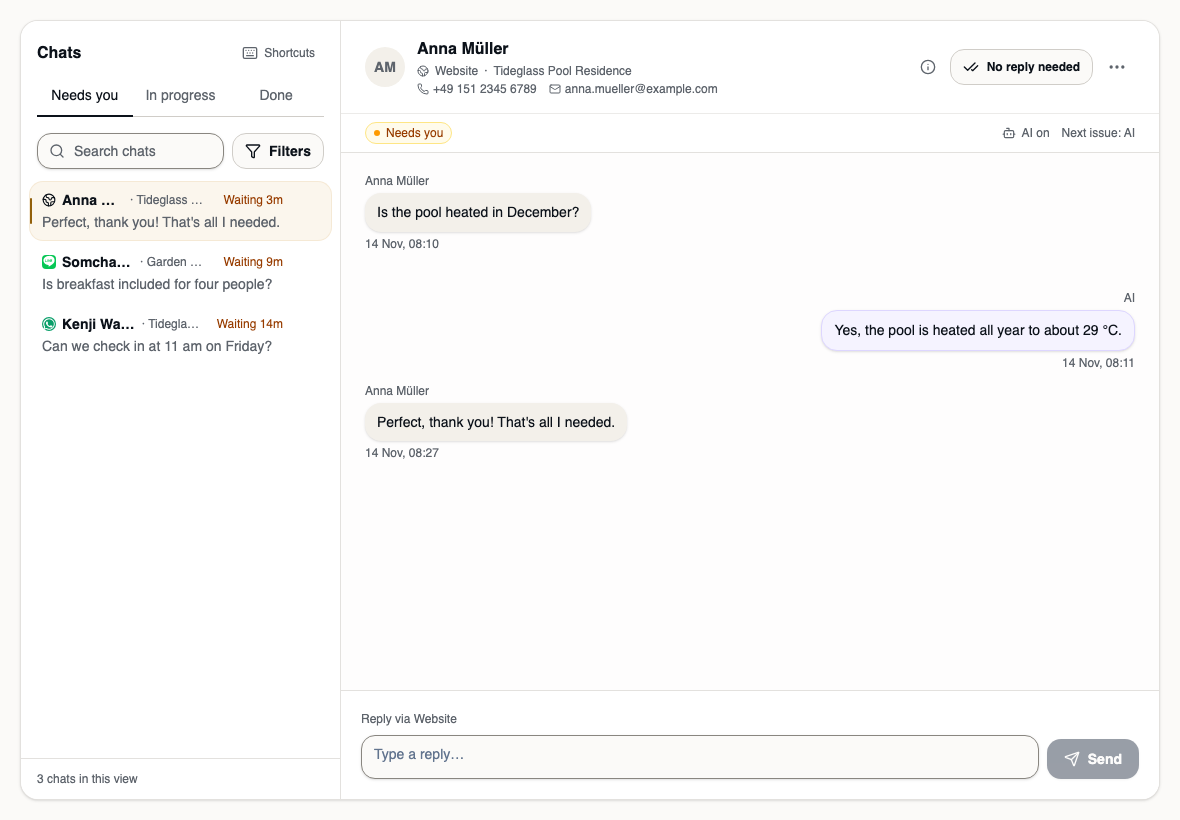 Chats
Shortcuts
Needs you
In progress
Done
Search chats
Filters
Anna ... · Tideglass ... Waiting 3m
Perfect, thank you! That's all I needed.
LINE Somcha... · Garden ... Waiting 9m
Is breakfast included for four people?
Kenji Wa... · Tidegla... Waiting 14m
Can we check in at 11 am on Friday?
3 chats in this view
AM
Anna Müller
Website · Tideglass Pool Residence
+49 151 2345 6789 anna.mueller@example.com
No reply needed
Needs you
AI on Next issue: AI
Anna Müller
Is the pool heated in December?
14 Nov, 08:10
AI
Yes, the pool is heated all year to about 29 °C.
14 Nov, 08:11
Anna Müller
Perfect, thank you! That's all I needed.
14 Nov, 08:27
Reply via Website
Type a reply...
Send